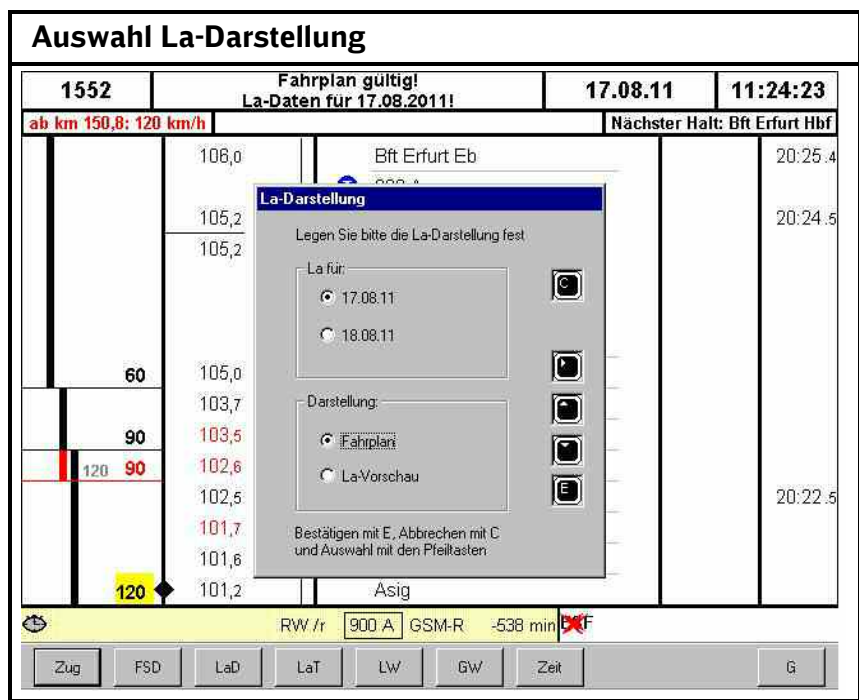 Auswahl La-Darstellung
1552
Fahrplan gültig!
La-Daten für 17.08.2011!
17.08.11
11:24:23
ab km 150,8: 120 km/h
Nächster Halt: Bft Erfurt Hbf
106,0 Bft Erfurt Eb 20:25.4
105,2 20:24.5
105,2
La-Darstellung
Legen Sie bitte die La-Darstellung fest
La für:
17.08.11
18.08.11
C
Darstellung:
Fahrplan
La-Vorschau
E
Bestätigen mit E, Abbrechen mit C
und Auswahl mit den Pfeiltasten
60 105,0
103,7
90 103,5
120 90 102,6
102,5 20:22.5
101,7
101,6
120 101,2 Asig
RW /r 900 A GSM-R -538 min
Zug FSD LaD LaT LW GW Zeit G